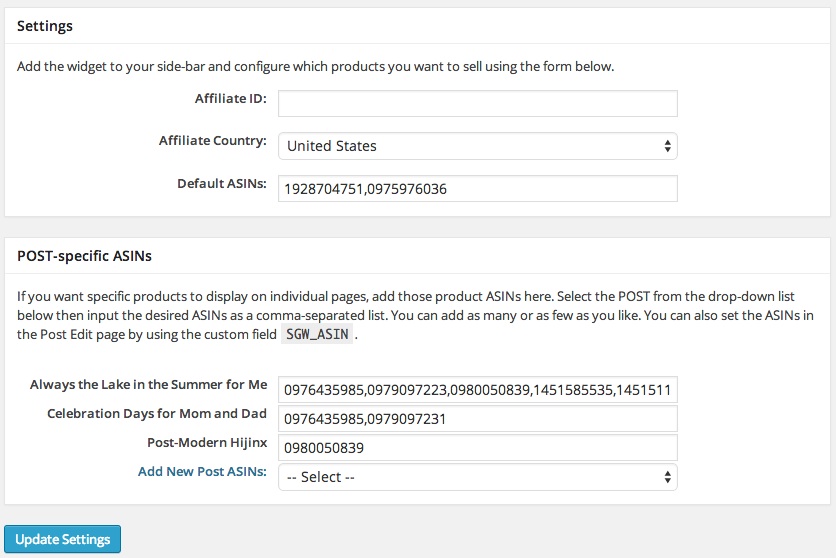 Settings
Add the widget to your side-bar and configure which products you want to sell using the form below.
Affiliate ID:
Affiliate Country: United States
Default ASINs: 1928704751,0975976036
POST-specific ASINs
If you want specific products to display on individual pages, add those product ASINs here. Select the POST from the drop-down list
below then input the desired ASINs as a comma-separated list. You can add as many or as few as you like. You can also set the ASINs in
the Post Edit page by using the custom field SGW_ASIN .
Always the Lake in the Summer for Me 0976435985,0979097223,0980050839,1451585535,1451511
Celebration Days for Mom and Dad 0976435985,0979097231
Post-Modern Hijinx 0980050839
Add New Post ASINs: -- Select --
Update Settings